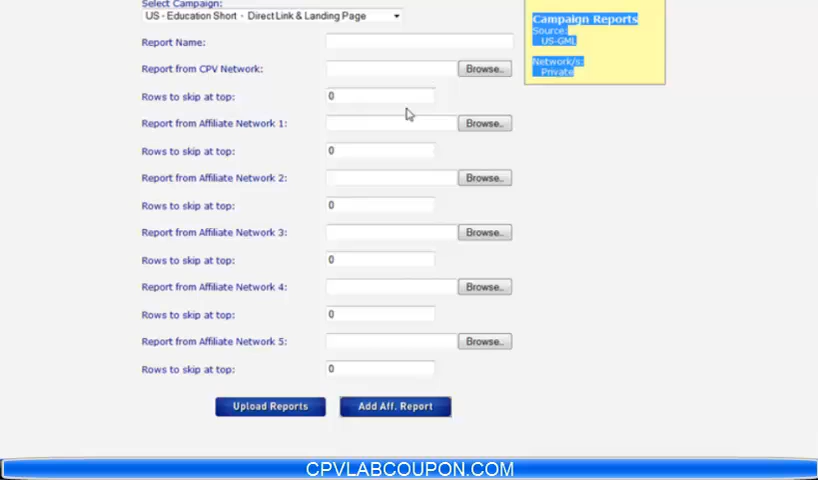 Select Campaign:
US - Education Short - Direct Link & Landing Page
Report Name:
Report from CPV Network:
Browse..
Rows to skip at top:
0
Report from Affiliate Network 1:
Browse..
Rows to skip at top:
0
Report from Affiliate Network 2:
Browse..
Rows to skip at top:
0
Report from Affiliate Network 3:
Browse..
Rows to skip at top:
0
Report from Affiliate Network 4:
Browse..
Rows to skip at top:
0
Report from Affiliate Network 5:
Browse..
Rows to skip at top:
0
Upload Reports
Add Aff. Report
Campaign Reports
Source:
US-GML
Network/s:
Private
CPVLABCOUPON.COM